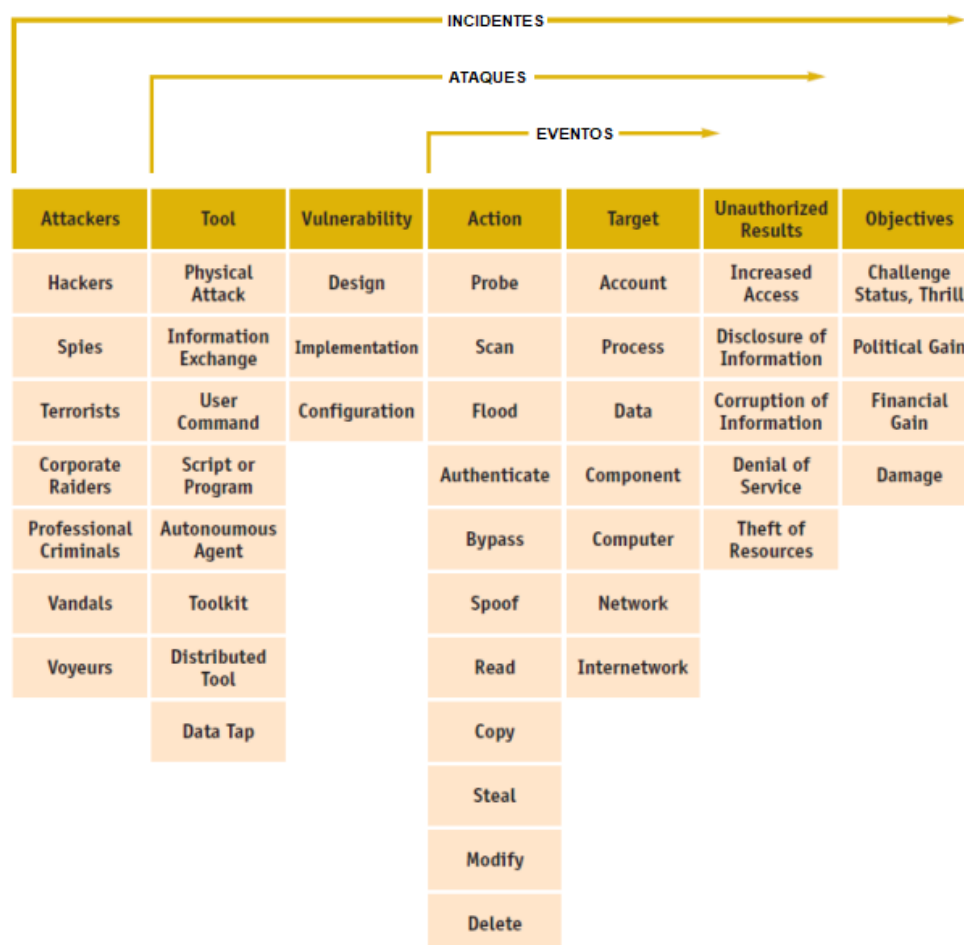 INCIDENTES
ATAQUES
EVENTOS
Attackers
Tool
Vulnerability
Action
Target
Unauthorized
Results
Objectives
Hackers
Physical
Attack
Design
Probe
Account
Increased
Access
Challenge
Status, Thrill
Spies
Information
Exchange
Implementation
Scan
Process
Disclosure of
Information
Political Gain
Terrorists
User
Command
Configuration
Flood
Data
Corruption of
Information
Financial
Gain
Corporate
Raiders
Script or
Program
Authenticate
Component
Denial of
Service
Damage
Professional
Criminals
Autonoumous
Agent
Bypass
Computer
Theft of
Resources
Vandals
Toolkit
Spoof
Network
Voyeurs
Distributed
Tool
Read
Internetwork
Data Tap
Copy
Steal
Modify
Delete